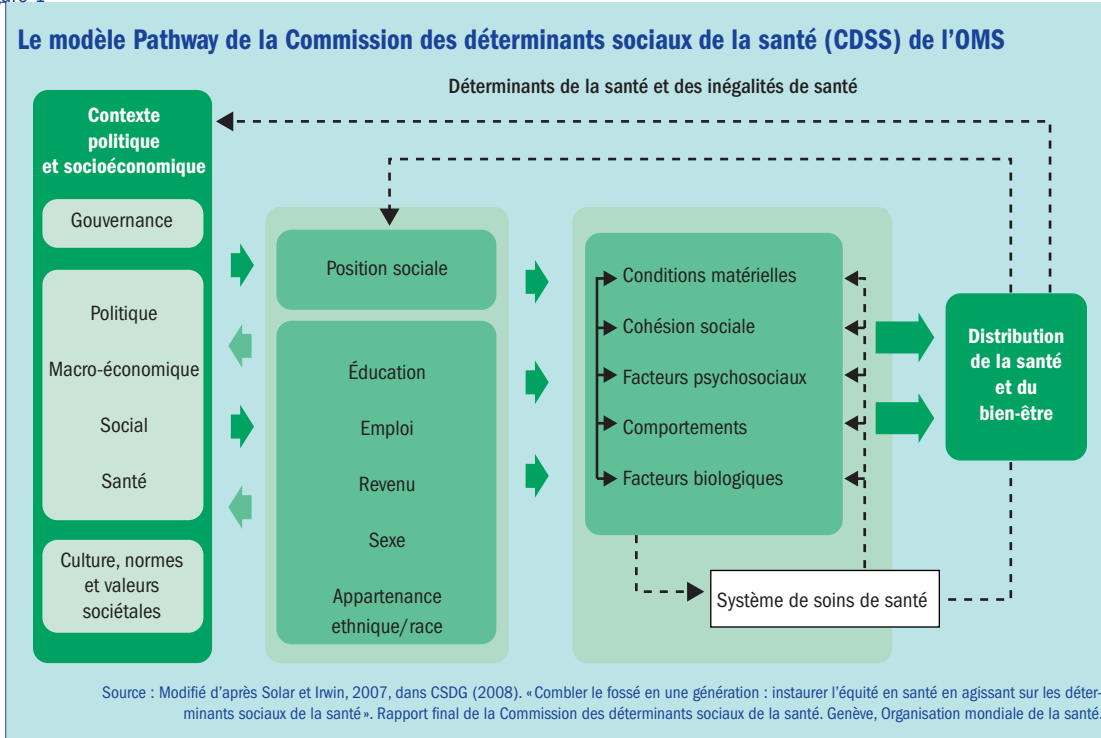 Le modèle Pathway de la Commission des déterminants sociaux de la santé (CDSS) de l'OMS
Déterminants de la santé et des inégalités de santé
Contexte
politique
et socioéconomique
Gouvernance
Politique
Macro-économique
Social
Santé
Culture, normes
et valeurs
sociétales
Position sociale
Éducation
Emploi
Revenu
Sexe
Appartenance
ethnique/race
Conditions matérielles
Cohésion sociale
Facteurs psychosociaux
Comportements
Facteurs biologiques
Système de soins de santé
Distribution
de la santé
et du
bien-être
Source : Modifié d'après Solar et Irwin, 2007, dans CSDG (2008). « Combler le fossé en une génération : instaurer l'équité en santé en agissant sur les déter-
minants sociaux de la santé ». Rapport final de la Commission des déterminants sociaux de la santé. Genève, Organisation mondiale de la santé.